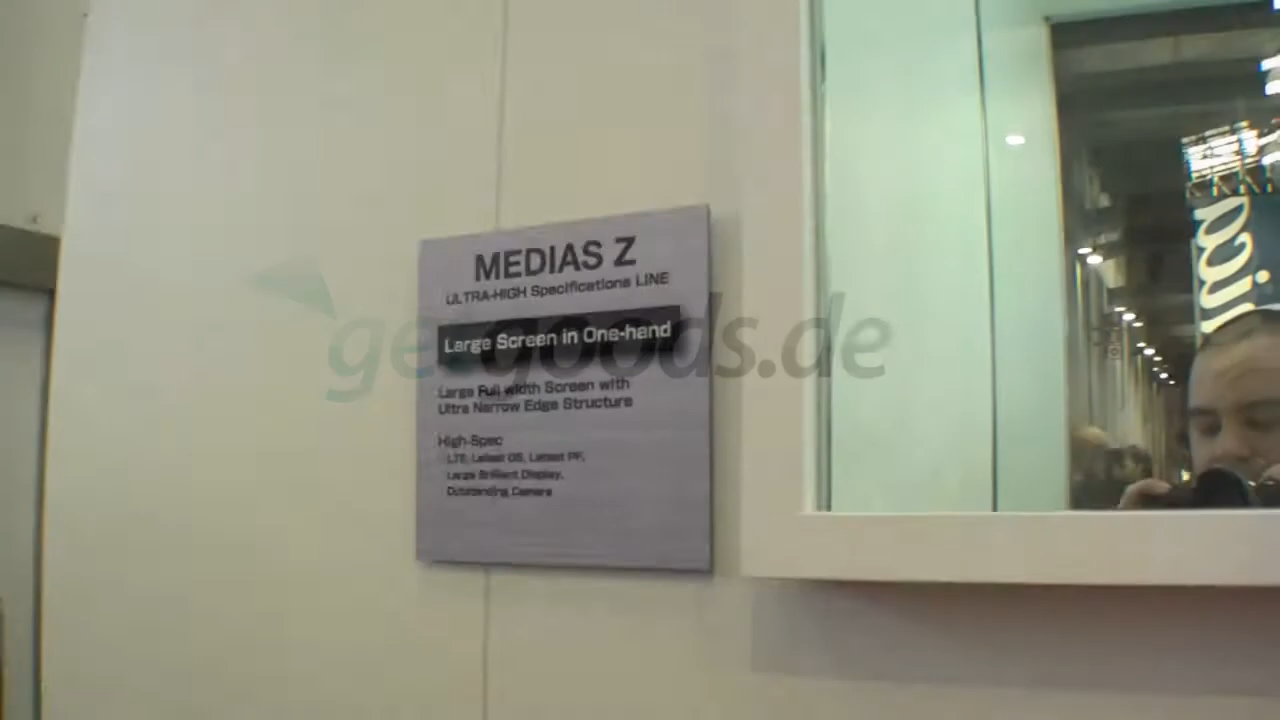 MEDIAS Z
ULTRA-HIGH Specifications LINE
Large Screen in One-hand
Large Full width Screen with
Ultra Narrow Edge Structure
High-Spec
LTE, Latest OS, Latest PF,
Large Brilliant Display,
Outstanding Camera
getgoods.de